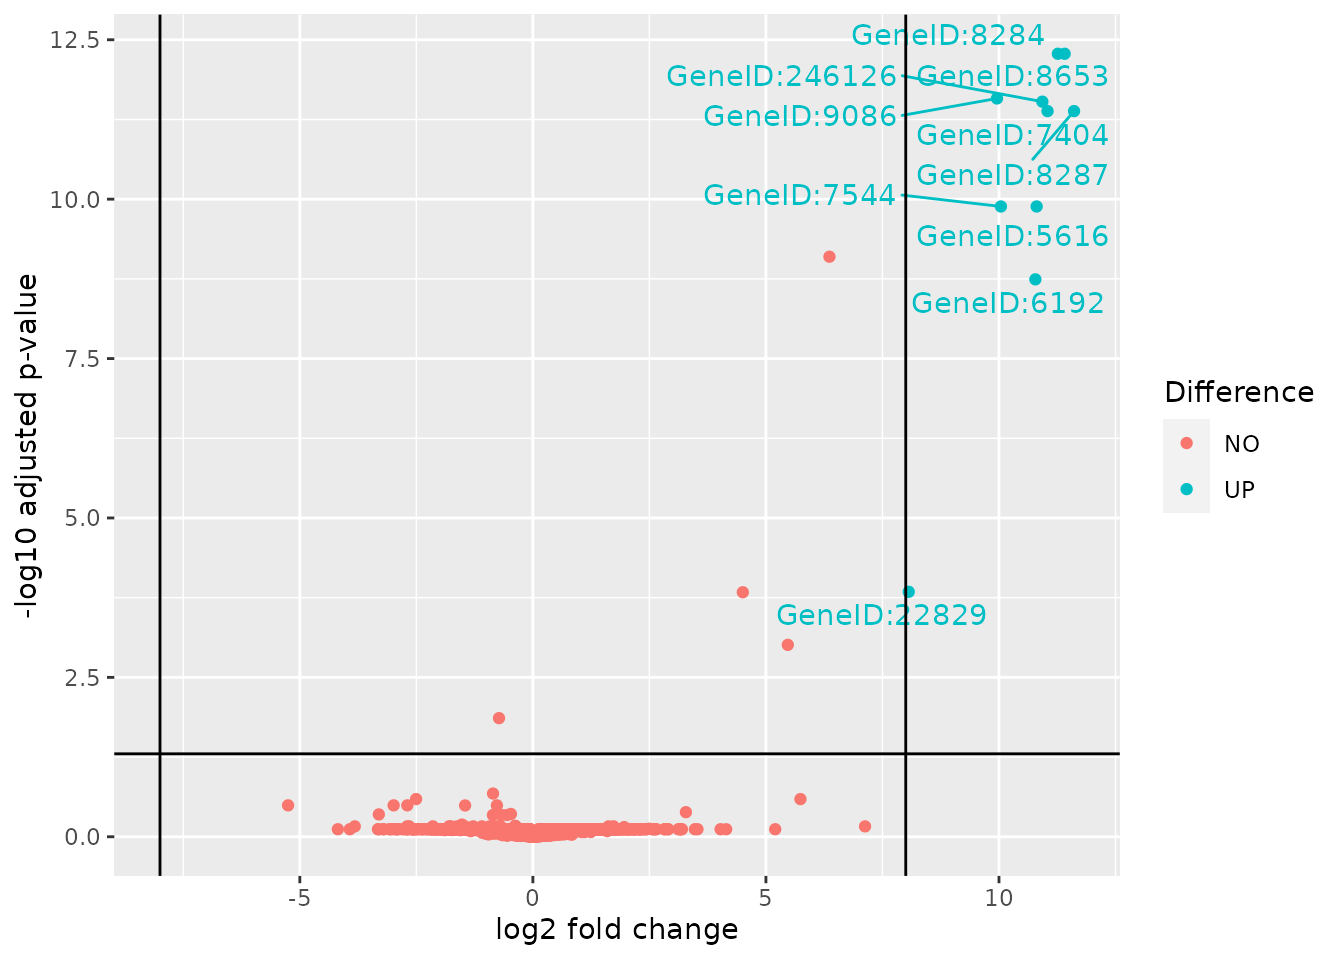 12.5
10.0
7.5
5.0
2.5
0.0
-log10 adjusted p-value
GeneID:8284
GeneID:246126
GeneID:8653
GeneID:9086
GeneID:7404
GeneID:8287
GeneID:7544
GeneID:5616
GeneID:6192
GeneID:22829
-5
0
5
10
log2 fold change
Difference
NO
UP